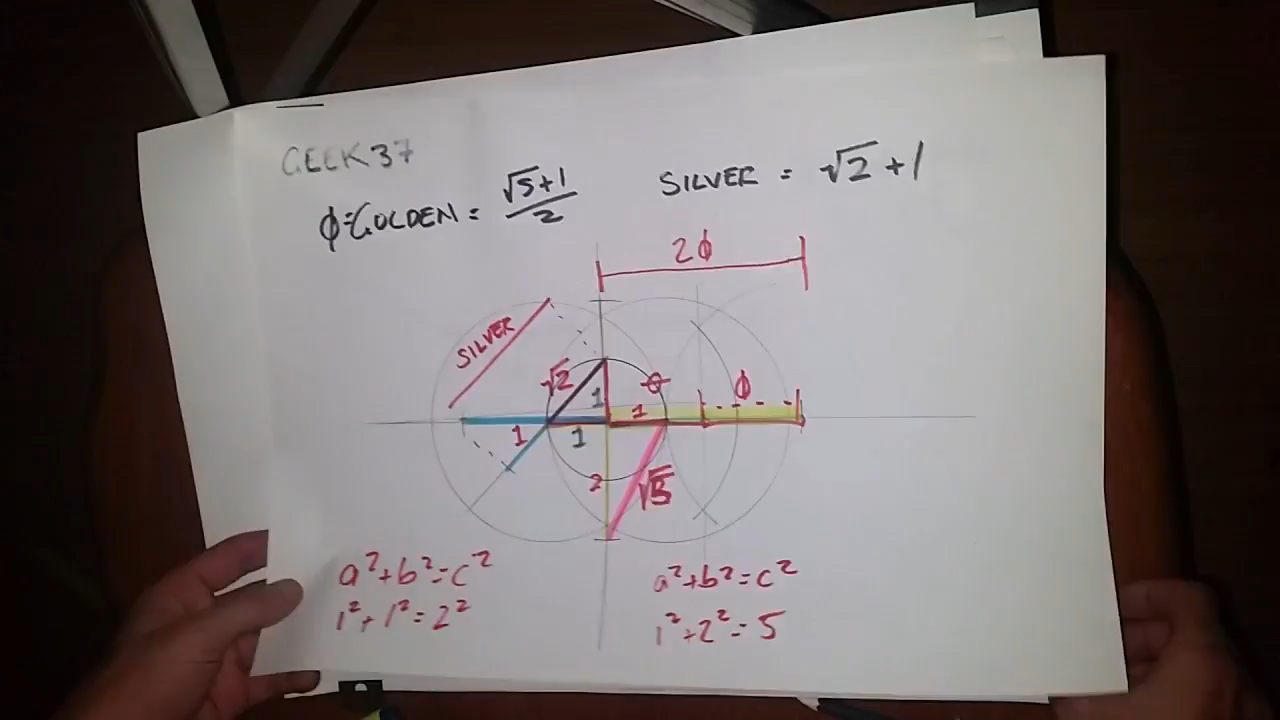 GEEK37
ϕ=GOLDEN = (√5+1)/2
SILVER = √2+1
2ϕ
SILVER
√2
1
θ
1
ϕ
1
1
2
√5
a²+b²=c²
1²+1²=2²
a²+b²=c²
1²+2²=5